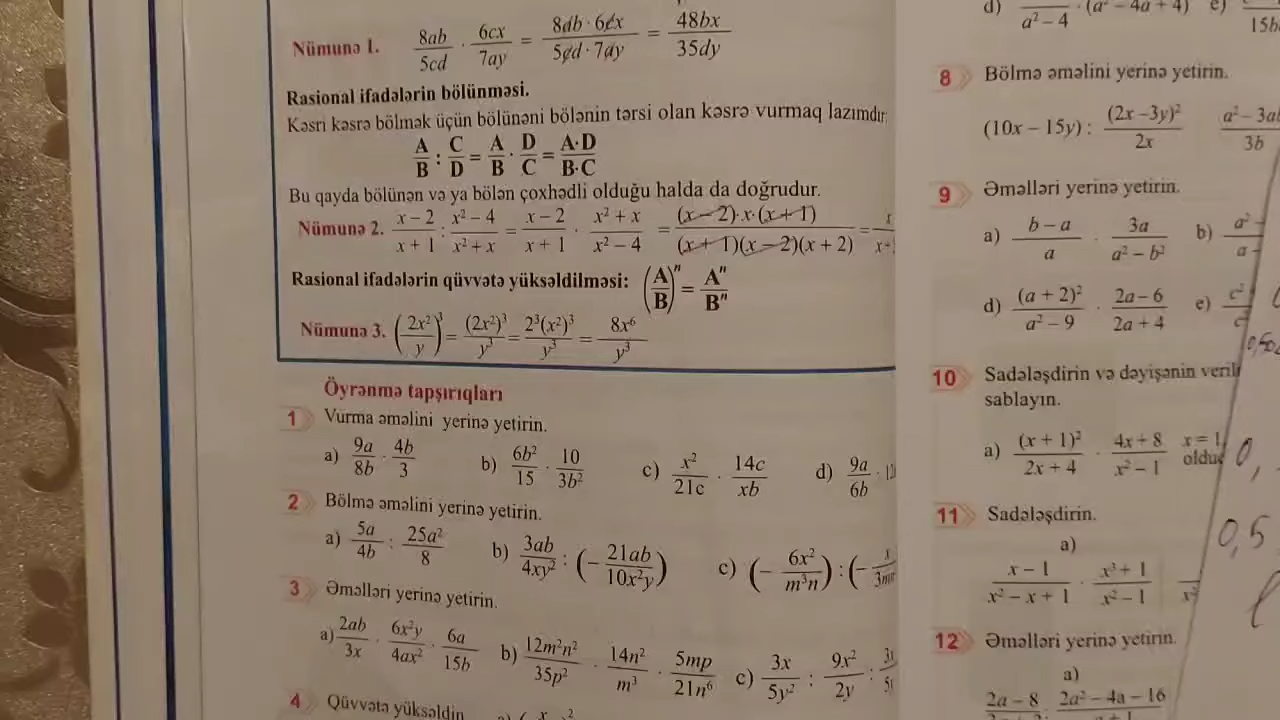 Nümunə 1. 8ab/5cd · 6cx/7ay = 8ab · 6cx/5cd · 7ay = 48bx/35dy
Rasional ifadələrin bölünməsi.
Kəsri kəsrə bölmək üçün bölünəni bölənin tərsi olan kəsrə vurmaq lazımdır
A/B : C/D = A/B · D/C = A·D/B·C
Bu qayda bölünən və ya bölən çoxhədli olduğu halda da doğrudur.
Nümunə 2. x – 2/x + 1 : x² – 4/x² + x = x – 2/x + 1 · x² + x/x² – 4 = (x – 2)·x·(x + 1)/(x + 1)(x – 2)(x + 2) =
Rasional ifadələrin qüvvətə yüksəldilməsi: (A/B)ⁿ = Aⁿ/Bⁿ
Nümunə 3. (2x²/y)³ = (2x²)³/y³ = 2³(x²)³/y³ = 8x⁶/y³
Öyrənmə tapşırıqları
1 Vurma əməlini yerinə yetirin.
a) 9a/8b · 4b/3 b) 6b²/15 · 10/3b² c) x²/21c · 14c/xb d) 9a/6b ·
2 Bölmə əməlini yerinə yetirin.
a) 5a/4b : 25a²/8 b) 3ab/4xy² : (– 21ab/10x²y) c) (– 6x²/m³n) : (–
3 Əməlləri yerinə yetirin.
a) 2ab/3x · 6x²y/4ax² · 6a/15b b) 12m²n²/35p² · 14n²/m³ · 5mp/21n⁶ c) 3x/5y² : 9x²/2y :
4 Qüvvətə yüksəldin
d) a² – 4 · (a² – 4a + 4) e)
8 Bölmə əməlini yerinə yetirin.
(10x – 15y) : (2x – 3y)²/2x a² – 3ab/3b
9 Əməlləri yerinə yetirin.
a) b – a/a · 3a/a² – b² b)
d) (a + 2)²/a² – 9 · 2a – 6/2a + 4 e)
10 Sadələşdirin və dəyişənin
sablayın.
a) (x + 1)²/2x + 4 · 4x + 8/x² – 1 x = 1,
11 Sadələşdirin.
a)
x – 1/x² – x + 1 · x³ + 1/x² – 1
0,5
12 Əməlləri yerinə yetirin.
a)
2a – 8 2a² – 4a – 16